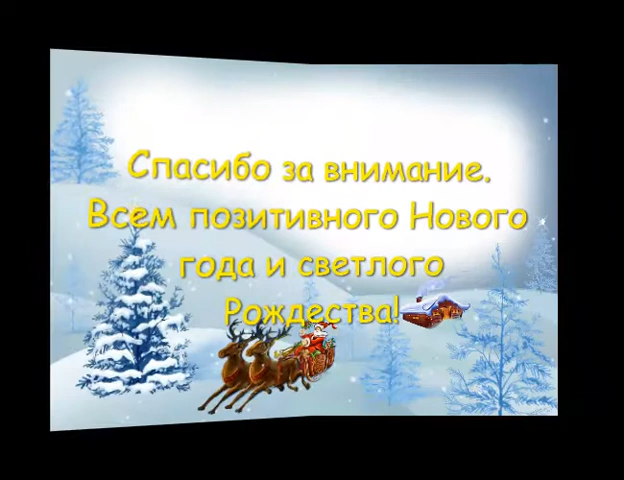 Спасибо за внимание.
Всем позитивного Нового
года и светлого
Рождества!